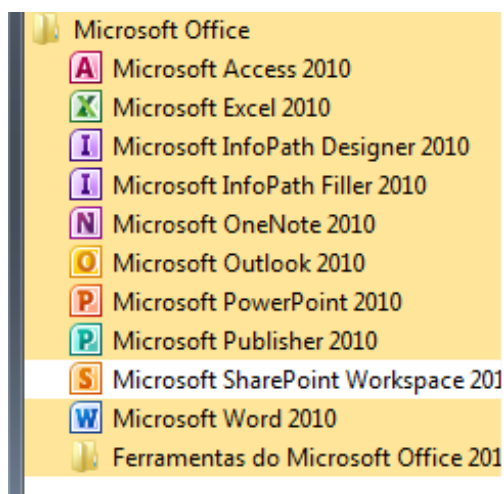 Microsoft Office
Microsoft Access 2010
Microsoft Excel 2010
Microsoft InfoPath Designer 2010
Microsoft InfoPath Filler 2010
Microsoft OneNote 2010
Microsoft Outlook 2010
Microsoft PowerPoint 2010
Microsoft Publisher 2010
Microsoft SharePoint Workspace 201
Microsoft Word 2010
Ferramentas do Microsoft Office 201